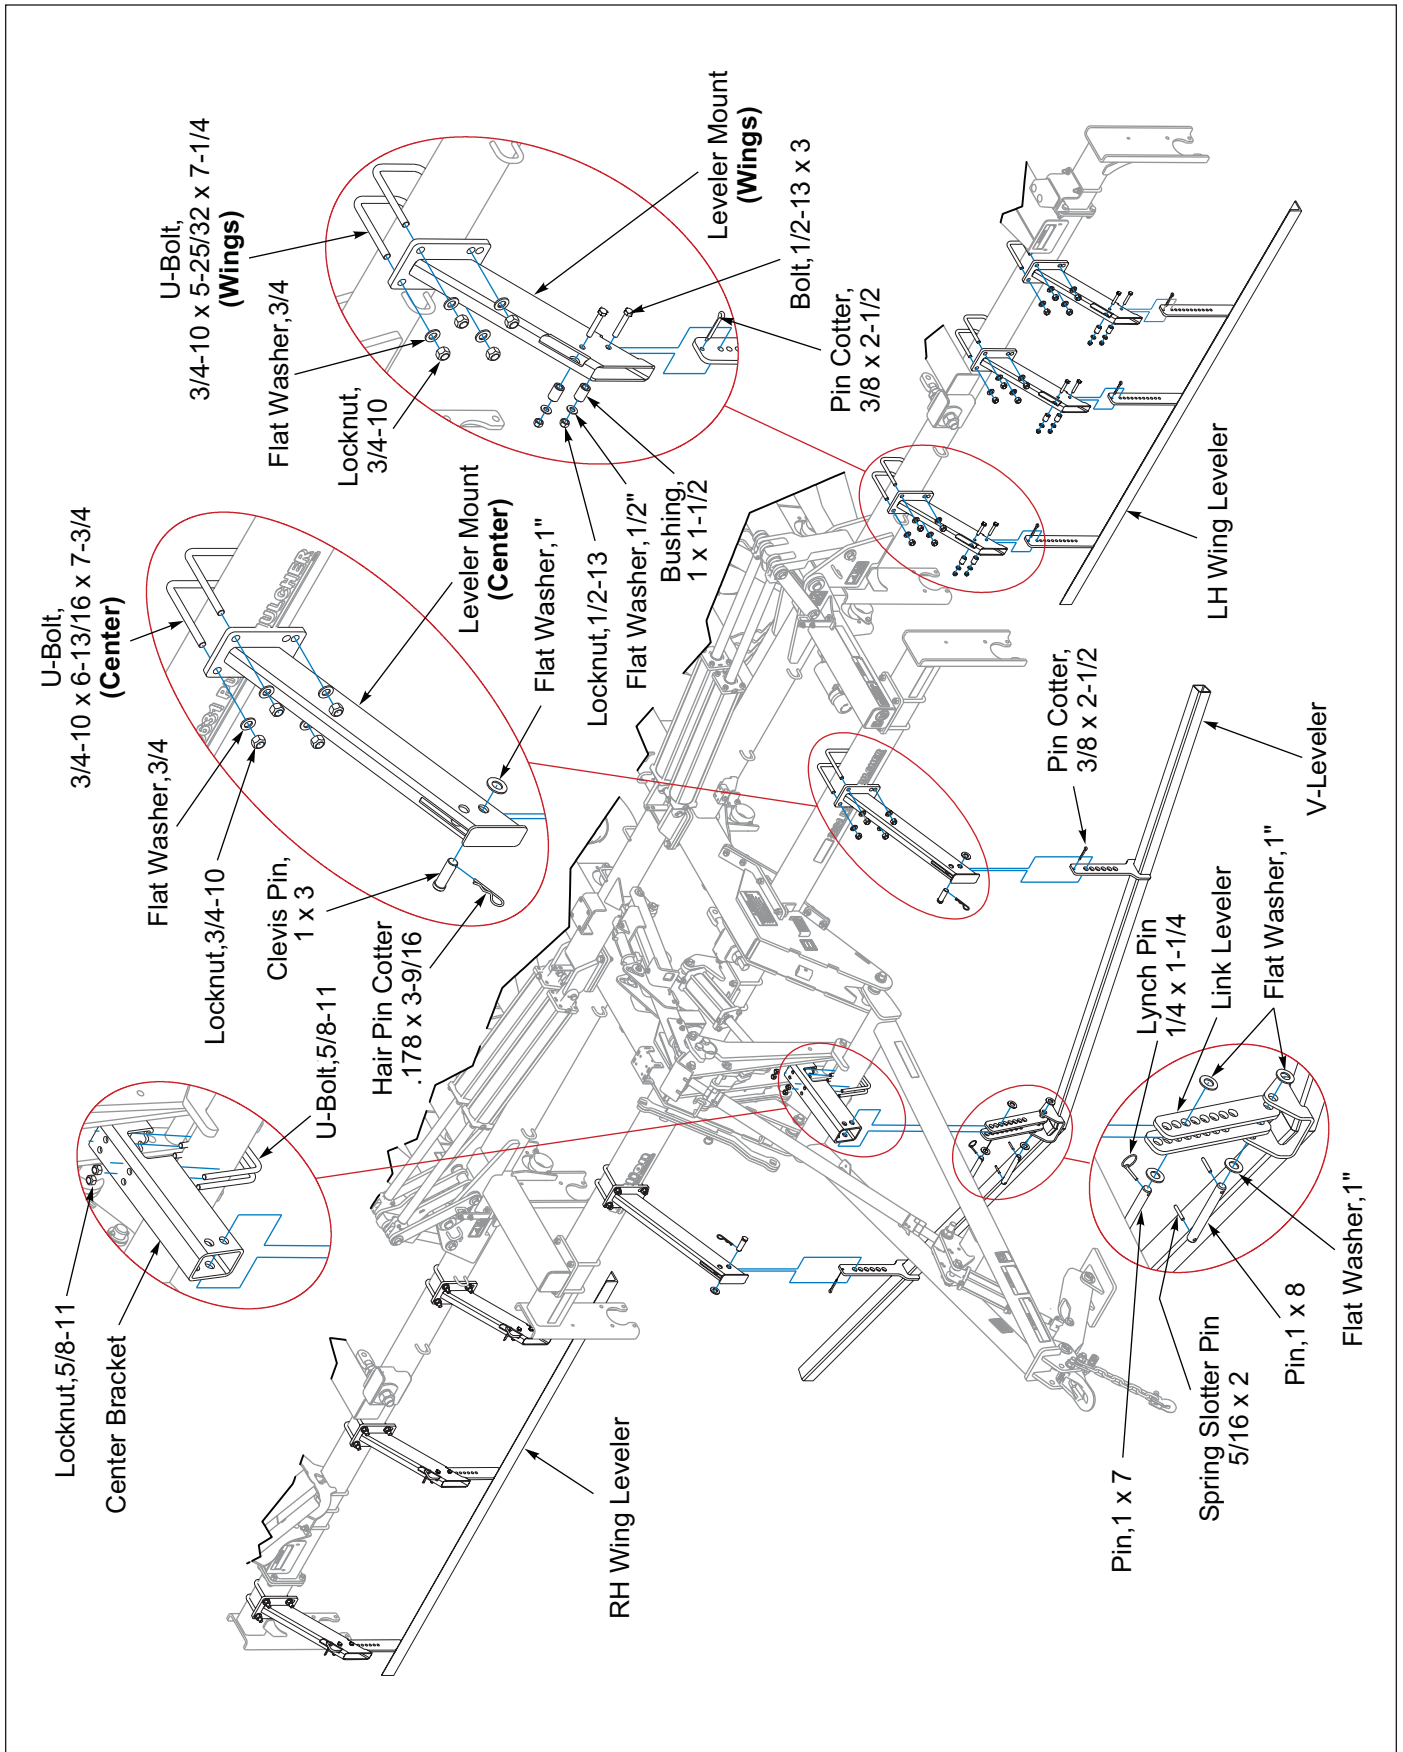 Locknut,5/8-11
Center Bracket
U-Bolt,5/8-11
U-Bolt,
3/4-10 x 6-13/16 x 7-3/4
(Center)
Flat Washer,3/4
Locknut,3/4-10
Clevis Pin,
1 x 3
Hair Pin Cotter
.178 x 3-9/16
Leveler Mount
(Center)
Flat Washer,1"
U-Bolt,
3/4-10 x 5-25/32 x 7-1/4
(Wings)
Flat Washer,3/4
Locknut,
3/4-10
Leveler Mount
(Wings)
Bolt,1/2-13 x 3
Pin Cotter,
3/8 x 2-1/2
Locknut,1/2-13
Flat Washer,1/2"
Bushing,
1 x 1-1/2
LH Wing Leveler
Pin Cotter,
3/8 x 2-1/2
V-Leveler
Lynch Pin
1/4 x 1-1/4
Link Leveler
Flat Washer,1"
RH Wing Leveler
Pin,1 x 7
Spring Slotter Pin
5/16 x 2
Pin,1 x 8
Flat Washer,1"